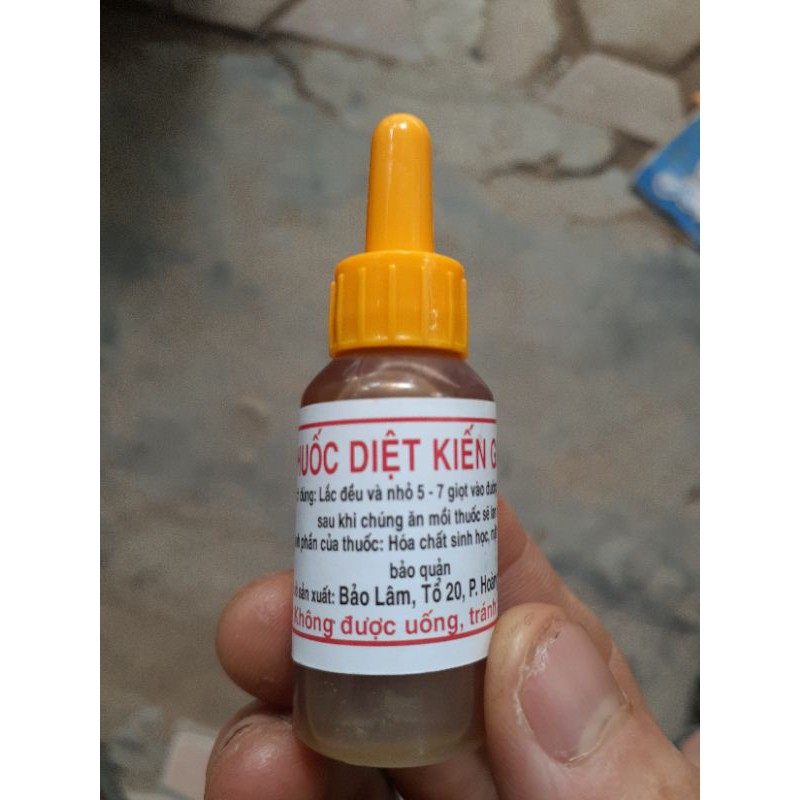 HUỐC DIỆT KIẾN G
dùng: Lắc đều và nhỏ 5 - 7 giọt vào đườn
sau khi chúng ăn mồi thuốc sẽ lan
phần của thuốc: Hóa chất sinh học,
bảo quản
sản xuất: Bảo Lâm, Tổ 20, P. Hoàn
Không được uống, tránh